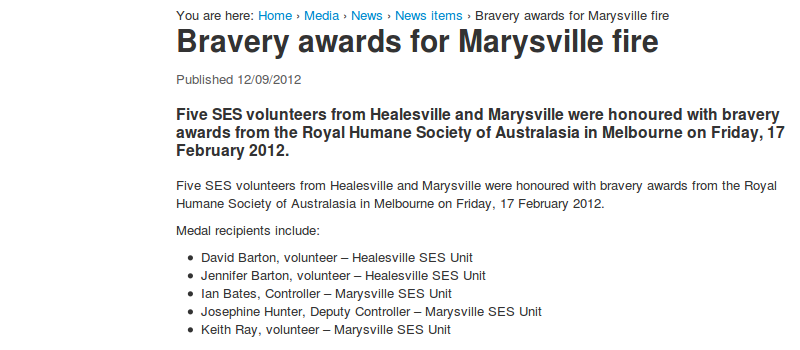 You are here: Home › Media › News › News items › Bravery awards for Marysville fire
Bravery awards for Marysville fire
Published 12/09/2012
Five SES volunteers from Healesville and Marysville were honoured with bravery
awards from the Royal Humane Society of Australasia in Melbourne on Friday, 17
February 2012.
Five SES volunteers from Healesville and Marysville were honoured with bravery awards from the Royal
Humane Society of Australasia in Melbourne on Friday, 17 February 2012.
Medal recipients include:
• David Barton, volunteer – Healesville SES Unit
• Jennifer Barton, volunteer – Healesville SES Unit
• Ian Bates, Controller – Marysville SES Unit
• Josephine Hunter, Deputy Controller – Marysville SES Unit
• Keith Ray, volunteer – Marysville SES Unit